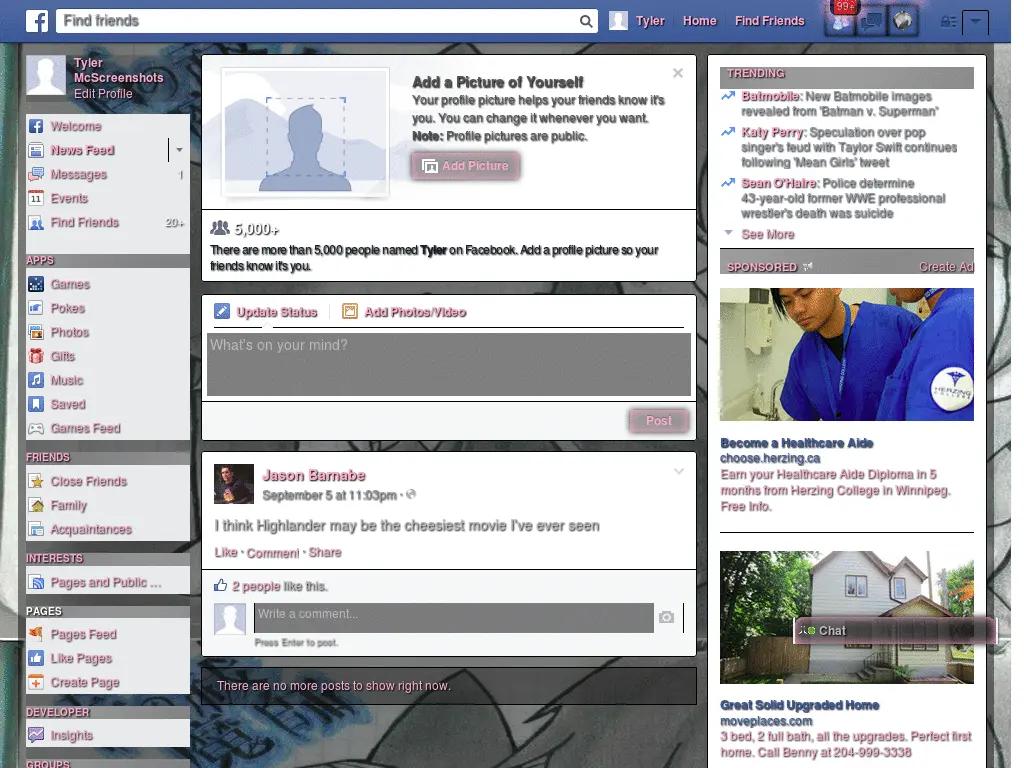 Find friends
Tyler
Home
Find Friends
99+
Tyler
McScreenshots
Edit Profile
Welcome
News Feed
Messages
1
Events
Find Friends
20+
APPS
Games
Pokes
Photos
Gifts
Music
Saved
Games Feed
FRIENDS
Close Friends
Family
Acquaintances
INTERESTS
Pages and Public ...
PAGES
Pages Feed
Like Pages
Create Page
DEVELOPER
Insights
GROUPS
Add a Picture of Yourself
Your profile picture helps your friends know it's
you. You can change it whenever you want.
Note: Profile pictures are public.
Add Picture
5,000+
There are more than 5,000 people named Tyler on Facebook. Add a profile picture so your
friends know it's you.
Update Status
Add Photos/Video
What's on your mind?
Post
Jason Barnabe
September 5 at 11:03pm ·
I think Highlander may be the cheesiest movie I've ever seen
Like · Comment · Share
2 people like this.
Write a comment...
Press Enter to post.
There are no more posts to show right now.
TRENDING
Batmobile: New Batmobile images
revealed from 'Batman v. Superman'
Katy Perry: Speculation over pop
singer's feud with Taylor Swift continues
following 'Mean Girls' tweet
Sean O'Haire: Police determine
43-year-old former WWE professional
wrestler's death was suicide
See More
SPONSORED
Create Ad
HERZING
COLLEGE
Become a Healthcare Aide
choose.herzing.ca
Earn your Healthcare Aide Diploma in 5
months from Herzing College in Winnipeg.
Free Info.
Chat
Great Solid Upgraded Home
moveplaces.com
3 bed, 2 full bath, all the upgrades. Perfect first
home. Call Benny at 204-999-3338